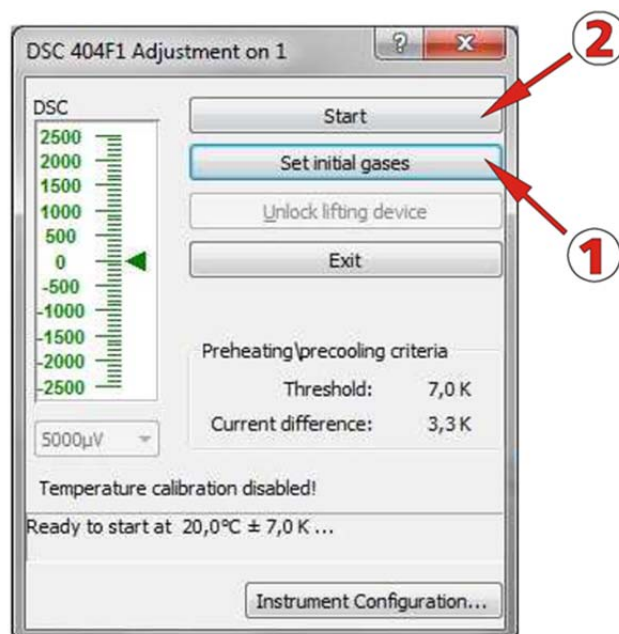 DSC 404F1 Adjustment on 1
?
x
DSC
2500
2000
1500
1000
500
0
-500
-1000
-1500
-2000
-2500
5000µV
Start
Set initial gases
Unlock lifting device
Exit
Preheating\precooling criteria
Threshold: 7,0 K
Current difference: 3,3 K
Temperature calibration disabled!
Ready to start at 20,0°C ± 7,0 K ...
Instrument Configuration...
2
1